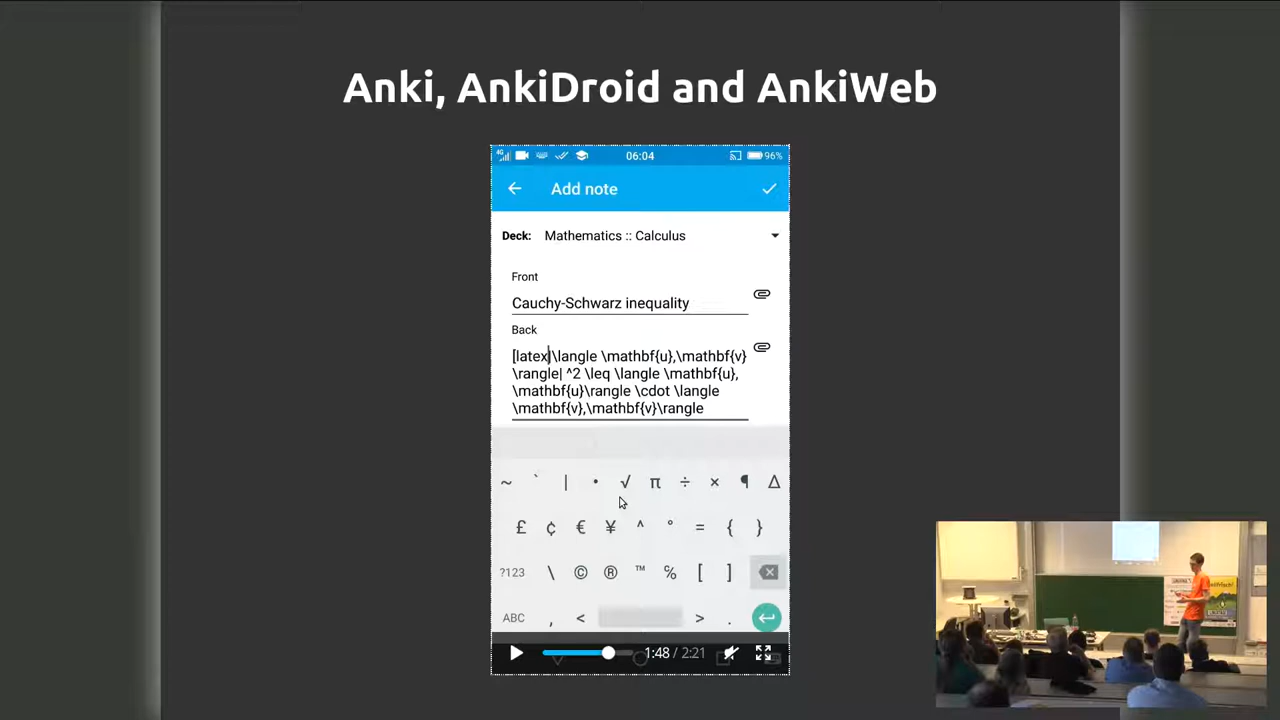 Anki, AnkiDroid and AnkiWeb
4G 06:04 96%
Add note
Deck: Mathematics :: Calculus
Front
Cauchy-Schwarz inequality
Back
[latex\langle \mathbf{u},\mathbf{v}
\rangle| ^2 \leq \langle \mathbf{u},
\mathbf{u}\rangle \cdot \langle
\mathbf{v},\mathbf{v}\rangle
~ ` | • √ π ÷ × ¶ Δ
£ ¢ € ¥ ^ ° = { }
?123 \ © ® ™ ℅ [ ]
ABC , < > .
1:48 / 2:21